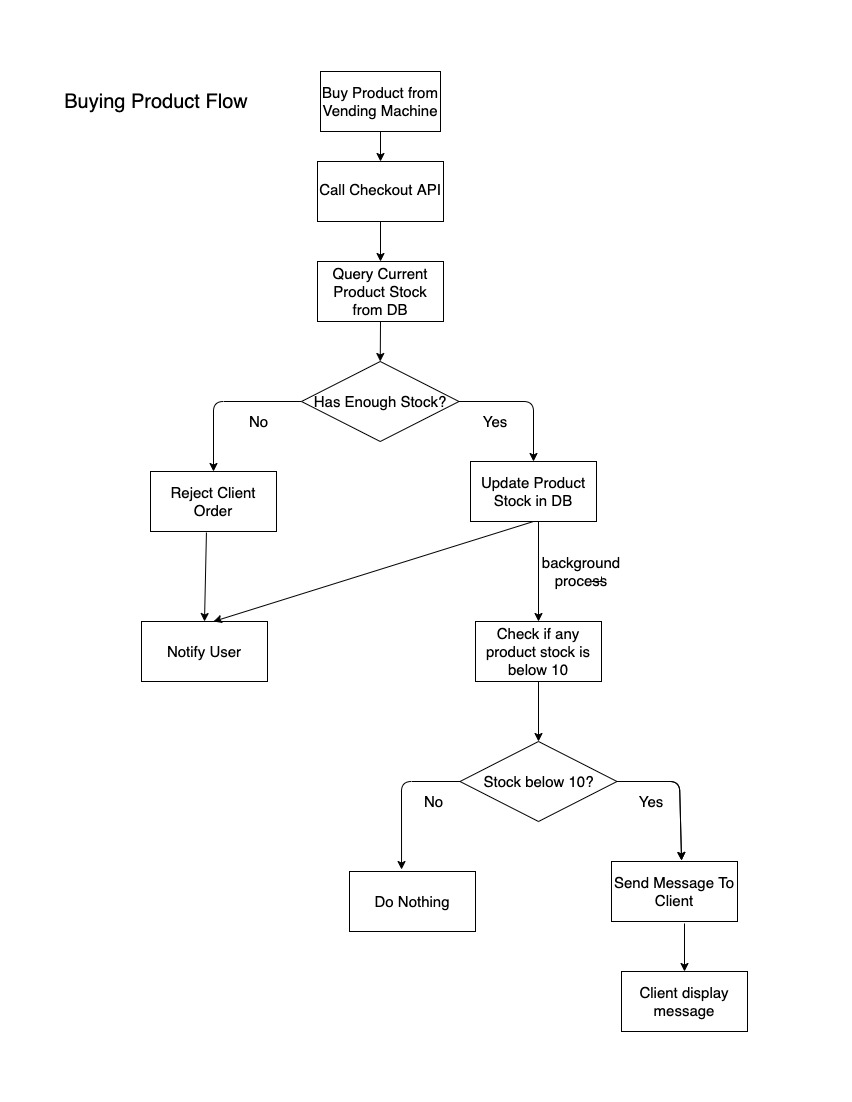 Buying Product Flow
Buy Product from
Vending Machine
Call Checkout API
Query Current
Product Stock
from DB
Has Enough Stock?
No
Yes
Reject Client
Order
Update Product
Stock in DB
background
process
Notify User
Check if any
product stock is
below 10
Stock below 10?
No
Yes
Do Nothing
Send Message To
Client
Client display
message